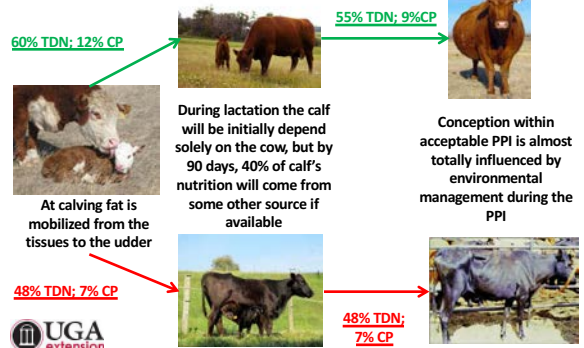 60% TDN; 12% CP
55% TDN; 9%CP
At calving fat is
mobilized from the
tissues to the udder
During lactation the calf
will be initially depend
solely on the cow, but by
90 days, 40% of calf's
nutrition will come from
some other source if
available
Conception within
acceptable PPI is almost
totally influenced by
environmental
management during the
PPI
48% TDN; 7% CP
48% TDN;
7% CP
UGA
extension